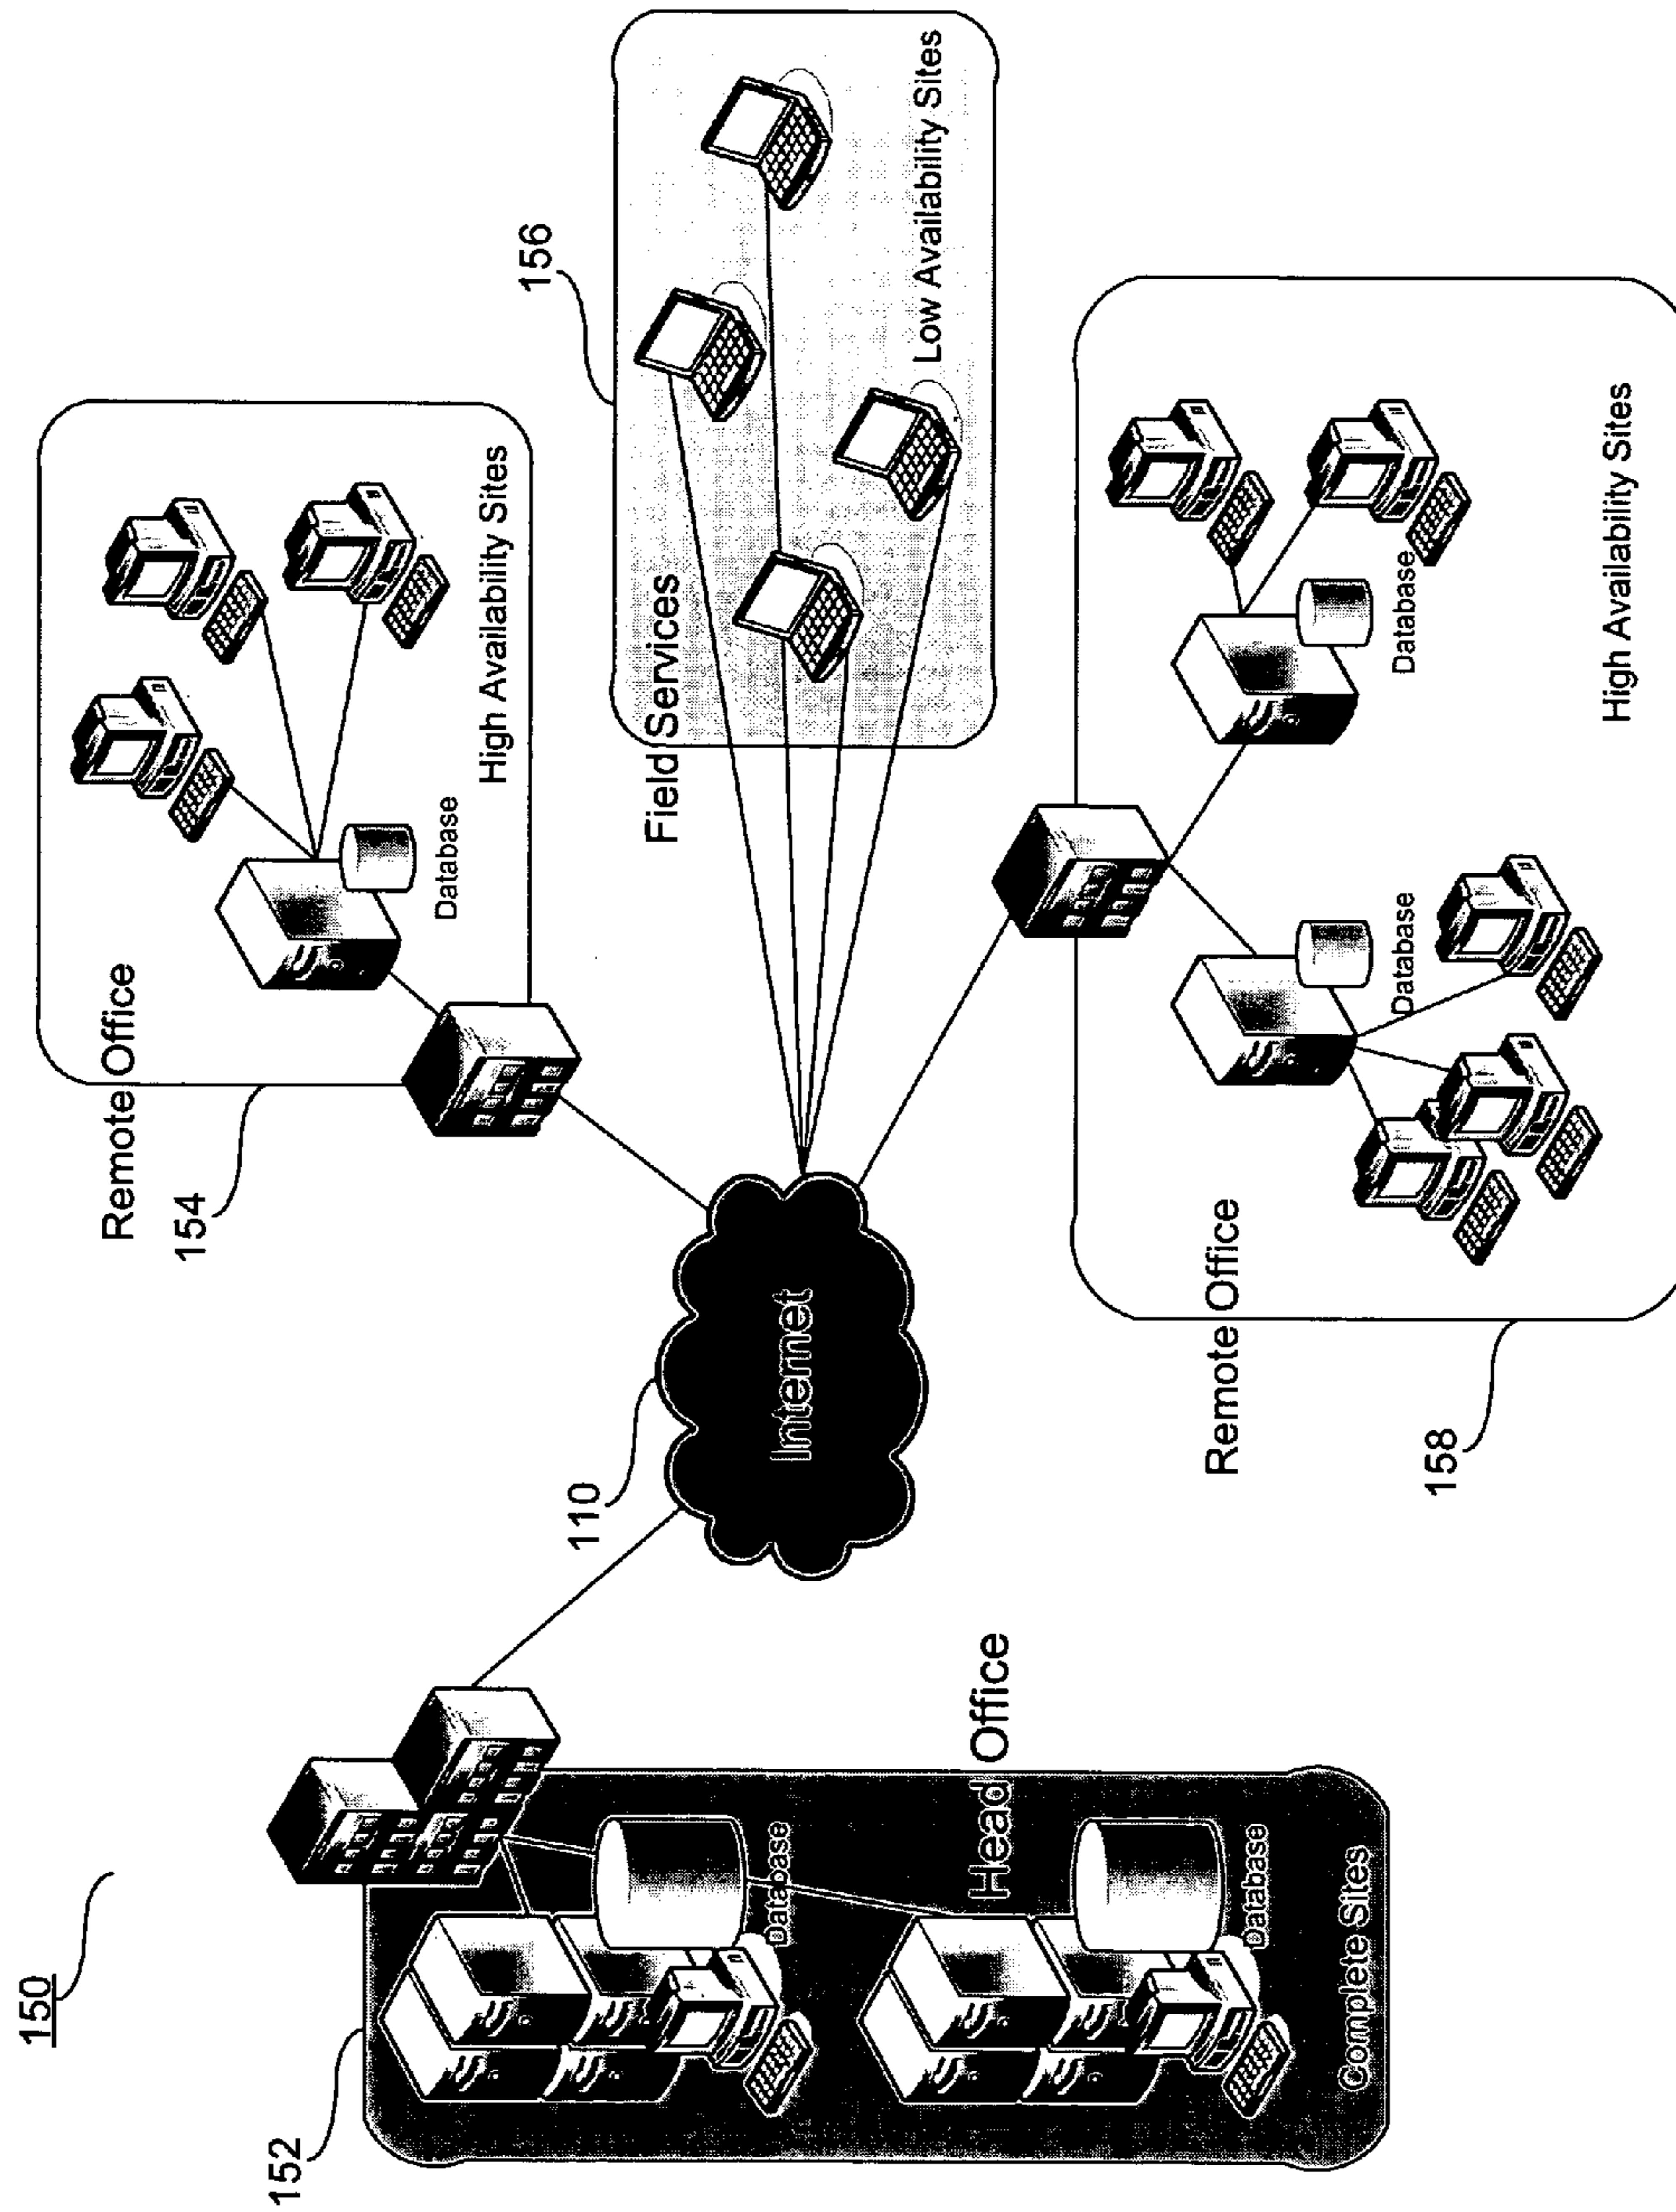 150
152
Head Office
Database
Database
Complete Sites
110
Internet
Remote Office
154
Database
High Availability Sites
Field Services
156
Low Availability Sites
Remote Office
158
Database
Database
High Availability Sites